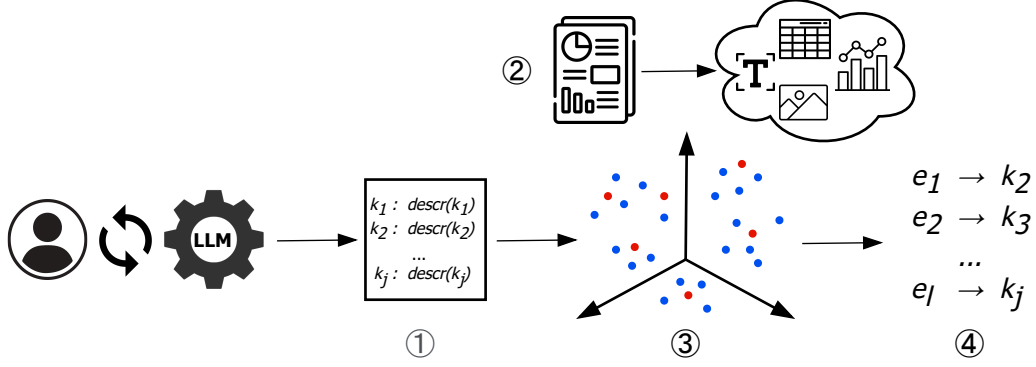 ②
T
LLM
k1 : descr(k1)
k2 : descr(k2)
...
kj : descr(kj)
e1 → k2
e2 → k3
...
el → kj
①
③
④